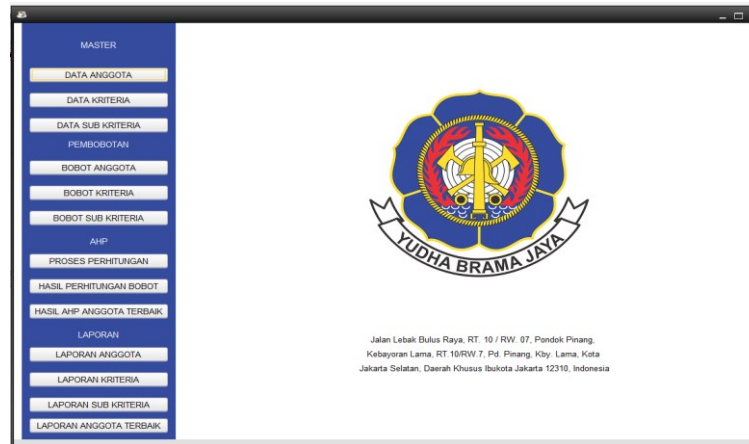 MASTER
DATA ANGGOTA
DATA KRITERIA
DATA SUB KRITERIA
PEMBOBOTAN
BOBOT ANGGOTA
BOBOT KRITERIA
BOBOT SUB KRITERIA
AHP
PROSES PERHITUNGAN
HASIL PERHITUNGAN BOBOT
HASIL AHP ANGGOTA TERBAIK
LAPORAN
LAPORAN ANGGOTA
LAPORAN KRITERIA
LAPORAN SUB KRITERIA
LAPORAN ANGGOTA TERBAIK
YUDHA BRAMA JAYA
Jalan Lebak Bulus Raya, RT. 10 / RW. 07, Pondok Pinang,
Kebayoran Lama, RT.10/RW.7, Pd. Pinang, Kby. Lama, Kota
Jakarta Selatan, Daerah Khusus Ibukota Jakarta 12310, Indonesia